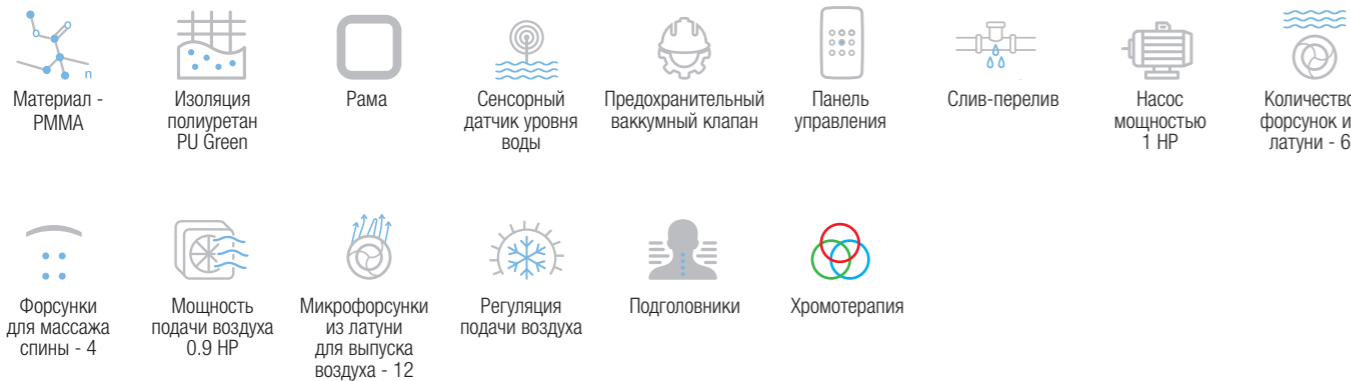 Материал -
PMMA
Изоляция
полиуретан
PU Green
Рама
Сенсорный
датчик уровня
воды
Предохранительный
ваккумный клапан
Панель
управления
Слив-перелив
Насос
мощностью
1 HP
Количество
форсунок и
латуни - 6
Форсунки
для массажа
спины - 4
Мощность
подачи воздуха
0.9 HP
Микрофорсунки
из латуни
для выпуска
воздуха - 12
Регуляция
подачи воздуха
Подголовники
Хромотерапия